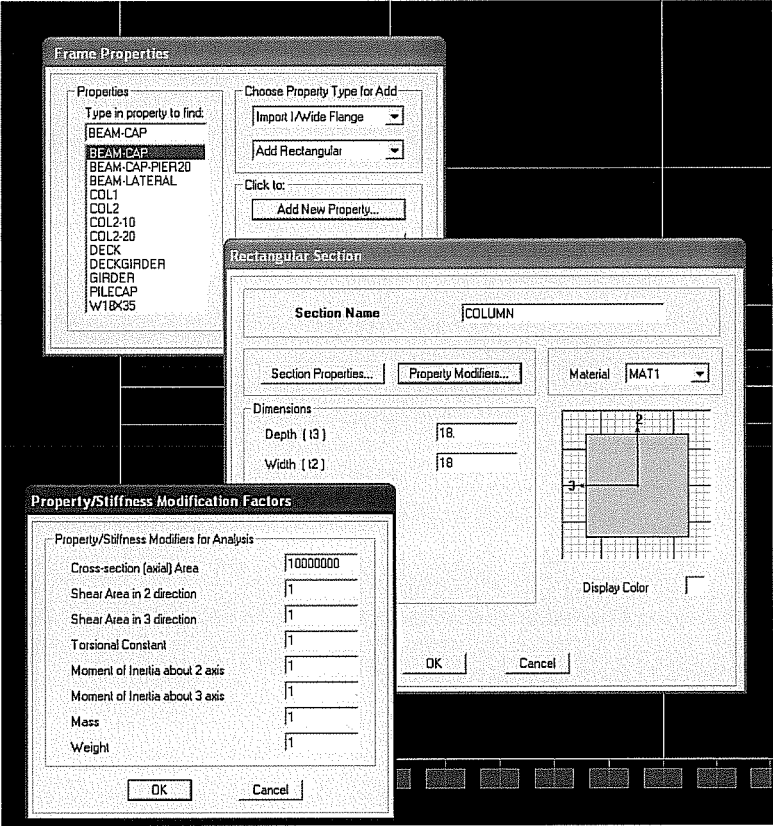 Frame Properties
Properties
Type in property to find:
BEAM-CAP
BEAM-CAP
BEAM-CAP-PIER20
BEAM-LATERAL
COL1
COL2
COL2-10
COL2-20
DECK
DECKGIRDER
GIRDER
PILECAP
W18X35
Choose Property Type for Add
Import I/Wide Flange
Add Rectangular
Click to:
Add New Property...
Rectangular Section
Section Name COLUMN
Section Properties... Property Modifiers... Material MAT1
Dimensions
Depth ( t3 ) 18.
Width ( t2 ) 18
2
3
Display Color
OK Cancel
Property/Stiffness Modification Factors
Property/Stiffness Modifiers for Analysis
Cross-section (axial) Area 10000000
Shear Area in 2 direction 1
Shear Area in 3 direction 1
Torsional Constant 1
Moment of Inertia about 2 axis 1
Moment of Inertia about 3 axis 1
Mass 1
Weight 1
OK Cancel